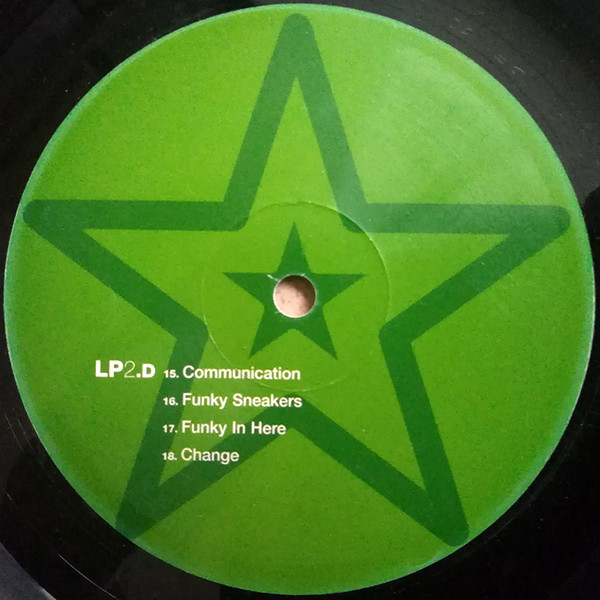 LP2.D 15. Communication
16. Funky Sneakers
17. Funky In Here
18. Change